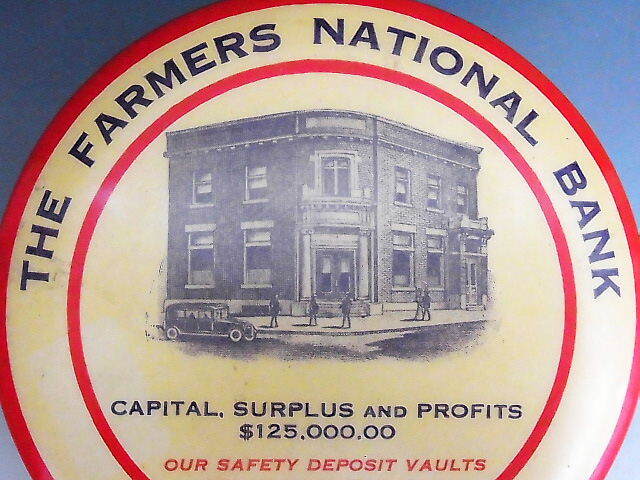 THE FARMERS NATIONAL BANK
CAPITAL, SURPLUS AND PROFITS
$125,000.00
OUR SAFETY DEPOSIT VAULTS